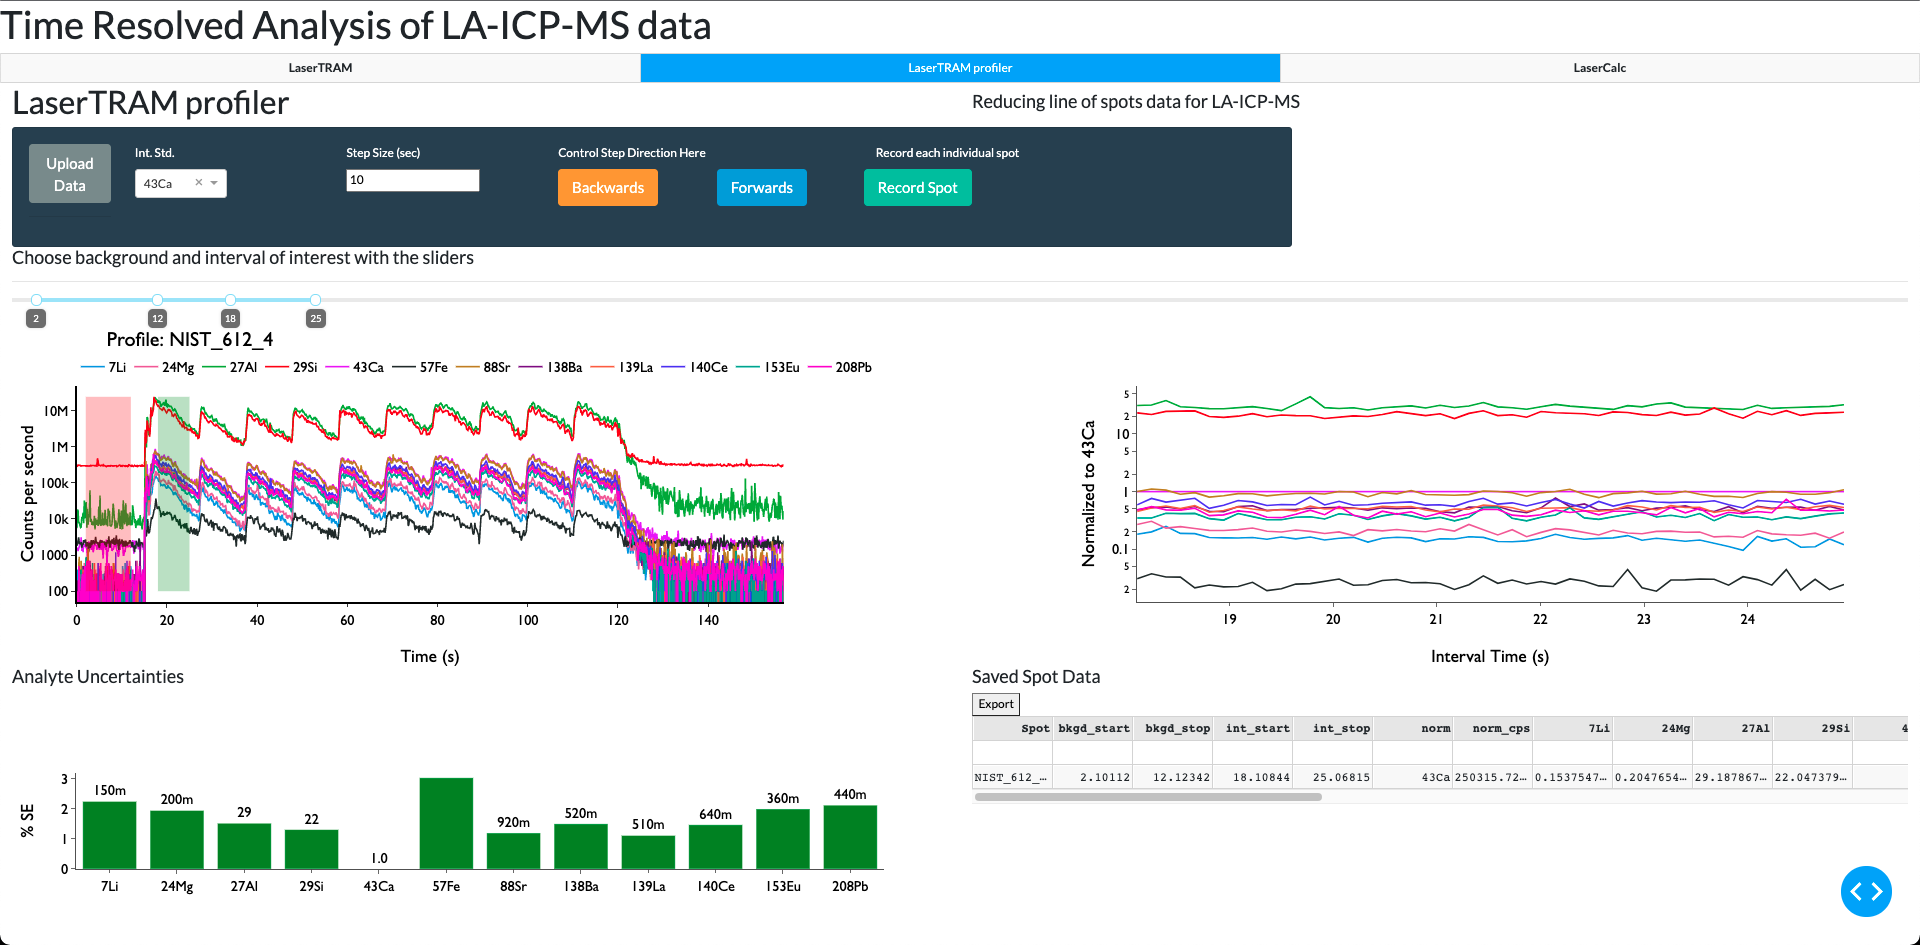 Time Resolved Analysis of LA-ICP-MS data
LaserTRAM
LaserTRAM profiler
LaserCalc
LaserTRAM profiler
Reducing line of spots data for LA-ICP-MS
Upload
Data
Int. Std.
43Ca
Step Size (sec)
10
Control Step Direction Here
Backwards
Forwards
Record each individual spot
Record Spot
Choose background and interval of interest with the sliders
2 12 18 25
Profile: NIST_612_4
7Li 24Mg 27Al 29Si 43Ca 57Fe 88Sr 138Ba 139La 140Ce 153Eu 208Pb
Counts per second
10M
1M
100k
10k
1000
100
0 20 40 60 80 100 120 140
Time (s)
Normalized to 43Ca
5
2
10
5
2
1
5
2
0.1
5
2
19 20 21 22 23 24
Interval Time (s)
Analyte Uncertainties
% SE
3
2
1
0
150m 200m 29 22 1.0 920m 520m 510m 640m 360m 440m
7Li 24Mg 27Al 29Si 43Ca 57Fe 88Sr 138Ba 139La 140Ce 153Eu 208Pb
Saved Spot Data
Export
Spot bkgd_start bkgd_stop int_start int_stop norm norm_cps 7Li 24Mg 27Al 29Si 4
NIST_612_… 2.10112 12.12342 18.10844 25.06815 43Ca 250315.72… 0.1537547… 0.2047654… 29.187867… 22.047379…